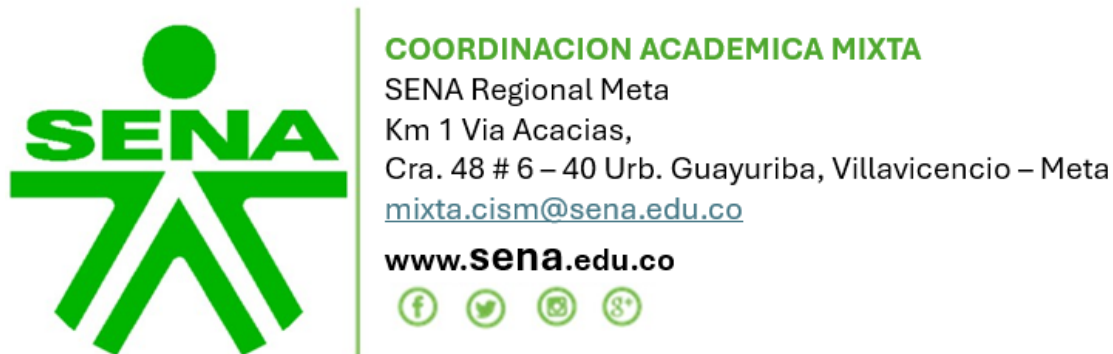 SENA
COORDINACION ACADEMICA MIXTA
SENA Regional Meta
Km 1 Via Acacias,
Cra. 48 # 6 – 40 Urb. Guayuriba, Villavicencio – Meta
mixta.cism@sena.edu.co
www.sena.edu.co